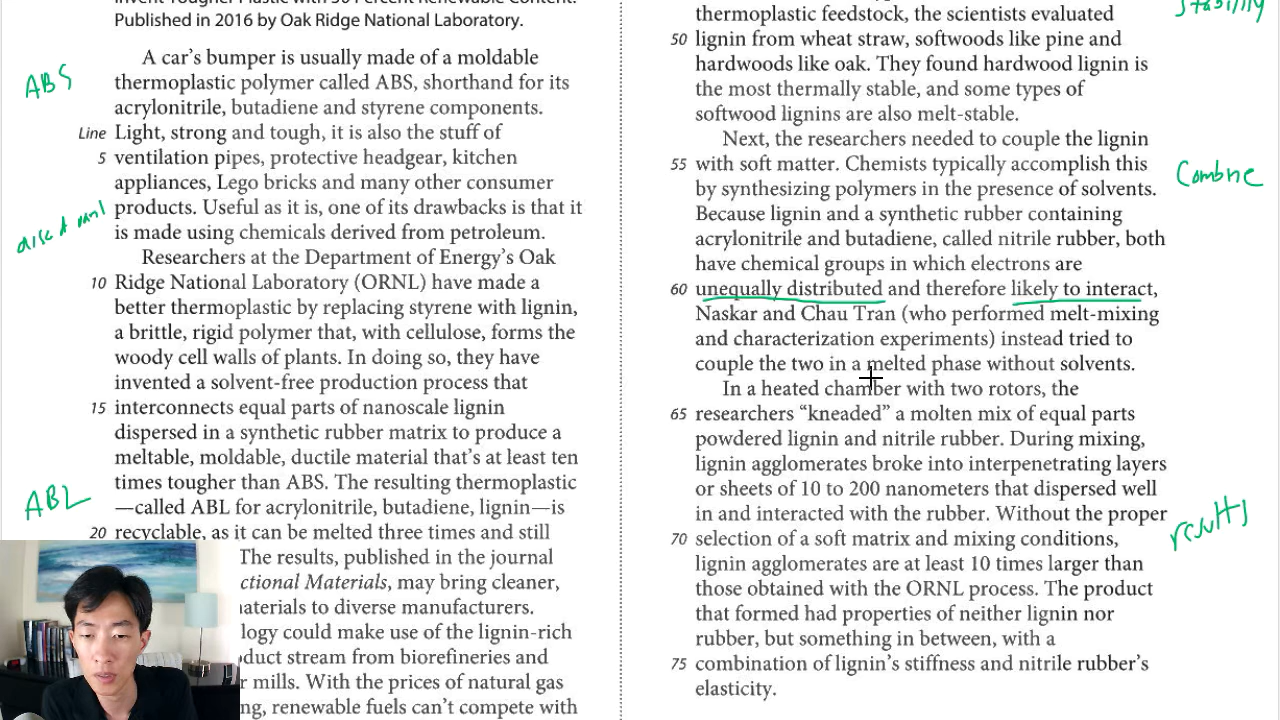 Published in 2016 by Oak Ridge National Laboratory.
A car's bumper is usually made of a moldable
ABS
thermoplastic polymer called ABS, shorthand for its
acrylonitrile, butadiene and styrene components.
Line Light, strong and tough, it is also the stuff of
5 ventilation pipes, protective headgear, kitchen
appliances, Lego bricks and many other consumer
products. Useful as it is, one of its drawbacks is that it
is made using chemicals derived from petroleum.
Researchers at the Department of Energy's Oak
10 Ridge National Laboratory (ORNL) have made a
better thermoplastic by replacing styrene with lignin,
a brittle, rigid polymer that, with cellulose, forms the
woody cell walls of plants. In doing so, they have
invented a solvent-free production process that
15 interconnects equal parts of nanoscale lignin
dispersed in a synthetic rubber matrix to produce a
meltable, moldable, ductile material that's at least ten
times tougher than ABS. The resulting thermoplastic
ABL
—called ABL for acrylonitrile, butadiene, lignin—is
20 recyclable, as it can be melted three times and still
The results, published in the journal
ctional Materials, may bring cleaner,
aterials to diverse manufacturers.
logy could make use of the lignin-rich
duct stream from biorefineries and
r mills. With the prices of natural gas
ng, renewable fuels can't compete with
stability
thermoplastic feedstock, the scientists evaluated
50 lignin from wheat straw, softwoods like pine and
hardwoods like oak. They found hardwood lignin is
the most thermally stable, and some types of
softwood lignins are also melt-stable.
Next, the researchers needed to couple the lignin
55 with soft matter. Chemists typically accomplish this
Combine
by synthesizing polymers in the presence of solvents.
Because lignin and a synthetic rubber containing
acrylonitrile and butadiene, called nitrile rubber, both
have chemical groups in which electrons are
60 unequally distributed and therefore likely to interact,
Naskar and Chau Tran (who performed melt-mixing
and characterization experiments) instead tried to
couple the two in a melted phase without solvents.
In a heated chamber with two rotors, the
65 researchers “kneaded” a molten mix of equal parts
powdered lignin and nitrile rubber. During mixing,
lignin agglomerates broke into interpenetrating layers
or sheets of 10 to 200 nanometers that dispersed well
in and interacted with the rubber. Without the proper
results
70 selection of a soft matrix and mixing conditions,
lignin agglomerates are at least 10 times larger than
those obtained with the ORNL process. The product
that formed had properties of neither lignin nor
rubber, but something in between, with a
75 combination of lignin's stiffness and nitrile rubber's
elasticity.